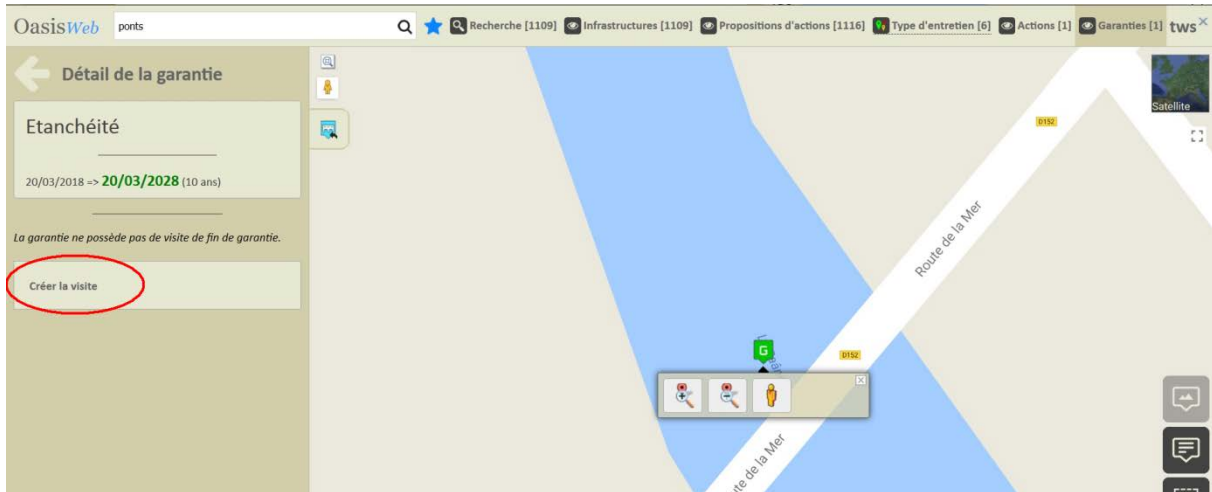 OasisWeb ponts Recherche [1109] Infrastructures [1109] Propositions d'actions [1116] Type d'entretien [6] Actions [1] Garanties [1] tws
Détail de la garantie
Satellite
Etanchéité
D152
20/03/2018 => 20/03/2028 (10 ans)
Route de la Mer
La garantie ne possède pas de visite de fin de garantie.
Créer la visite
G
D152
ute de la Mer